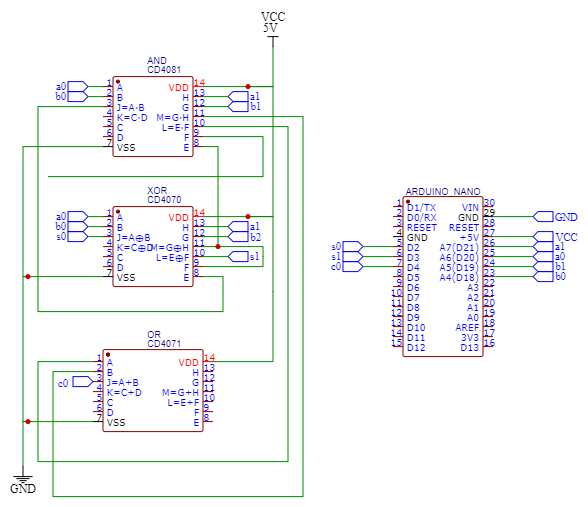 VCC
5V
AND
CD4081
a0 1 A VDD 14
b0 2 B H 13 a1
3 J=A·B G 12 b1
4 K=C·D M=G·H 11
5 C L=E·F 10
6 D F 9
7 VSS E 8
XOR
CD4070
a0 1 A VDD 14
b0 2 B H 13 a1
s0 3 J=A⊕B G 12 b2
4 K=C⊕D M=G⊕H 11
5 C L=E⊕F 10 s1
6 D F 9
7 VSS E 8
OR
CD4071
1 A VDD 14
2 B H 13
c0 3 J=A+B G 12
4 K=C+D M=G+H 11
5 C L=E+F 10
6 D F 9
7 VSS E 8
GND
ARDUINO_NANO
1 D1/TX VIN 30
2 D0/RX GND 29 GND
3 RESET RESET 28
4 GND +5V 27 VCC
s0 5 D2 A7(D21) 26 a1
s1 6 D3 A6(D20) 25 a0
c0 7 D4 A5(D19) 24 b1
8 D5 A4(D18) 23 b0
9 D6 A3 22
10 D7 A2 21
11 D8 A1 20
12 D9 A0 19
13 D10 AREF 18
14 D11 3V3 17
15 D12 D13 16